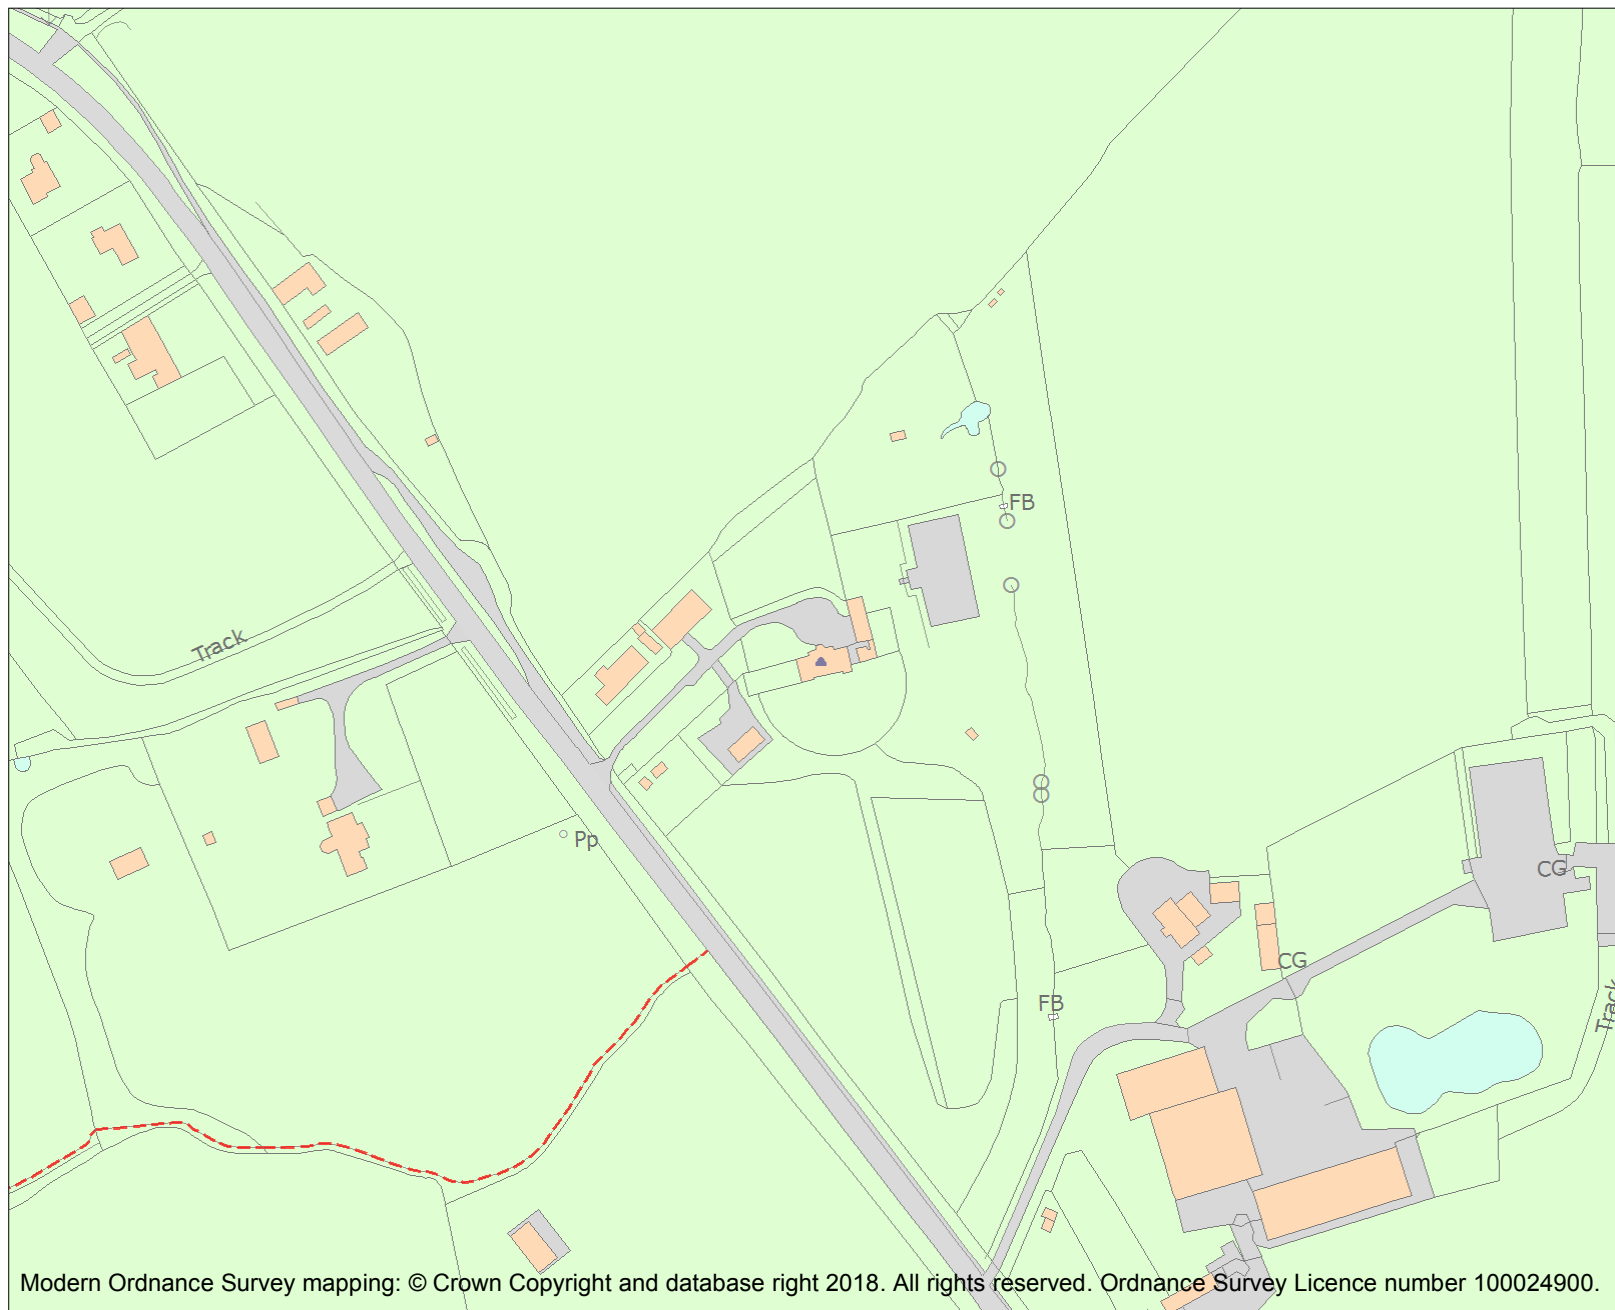 FB
Track
Pp
CG
CG
Track
FB
Modern Ordnance Survey mapping: © Crown Copyright and database right 2018. All rights reserved. Ordnance Survey Licence number 100024900.